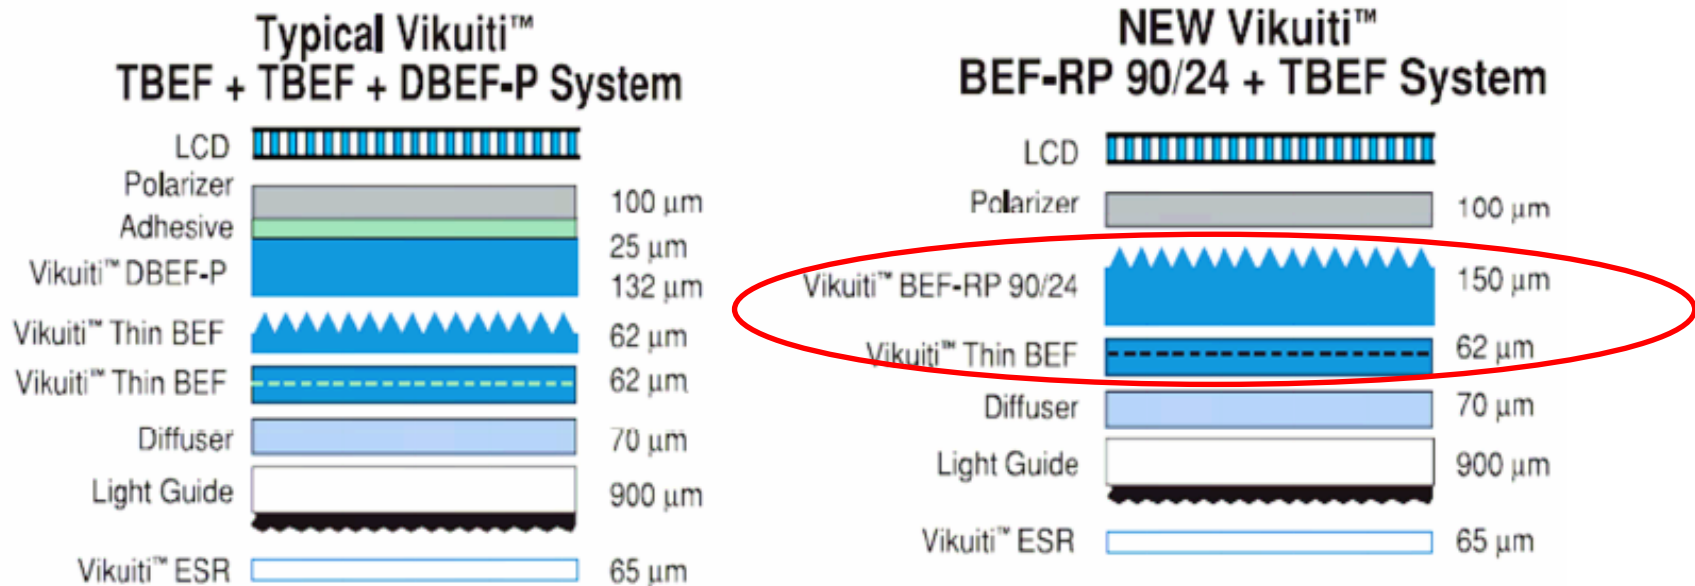 Typical Vikuiti™
TBEF + TBEF + DBEF-P System
LCD
Polarizer
100 µm
Adhesive
25 µm
Vikuiti™ DBEF-P
132 µm
Vikuiti™ Thin BEF
62 µm
Vikuiti™ Thin BEF
62 µm
Diffuser
70 µm
Light Guide
900 µm
Vikuiti™ ESR
65 µm
NEW Vikuiti™
BEF-RP 90/24 + TBEF System
LCD
Polarizer
100 µm
Vikuiti™ BEF-RP 90/24
150 µm
Vikuiti™ Thin BEF
62 µm
Diffuser
70 µm
Light Guide
900 µm
Vikuiti™ ESR
65 µm